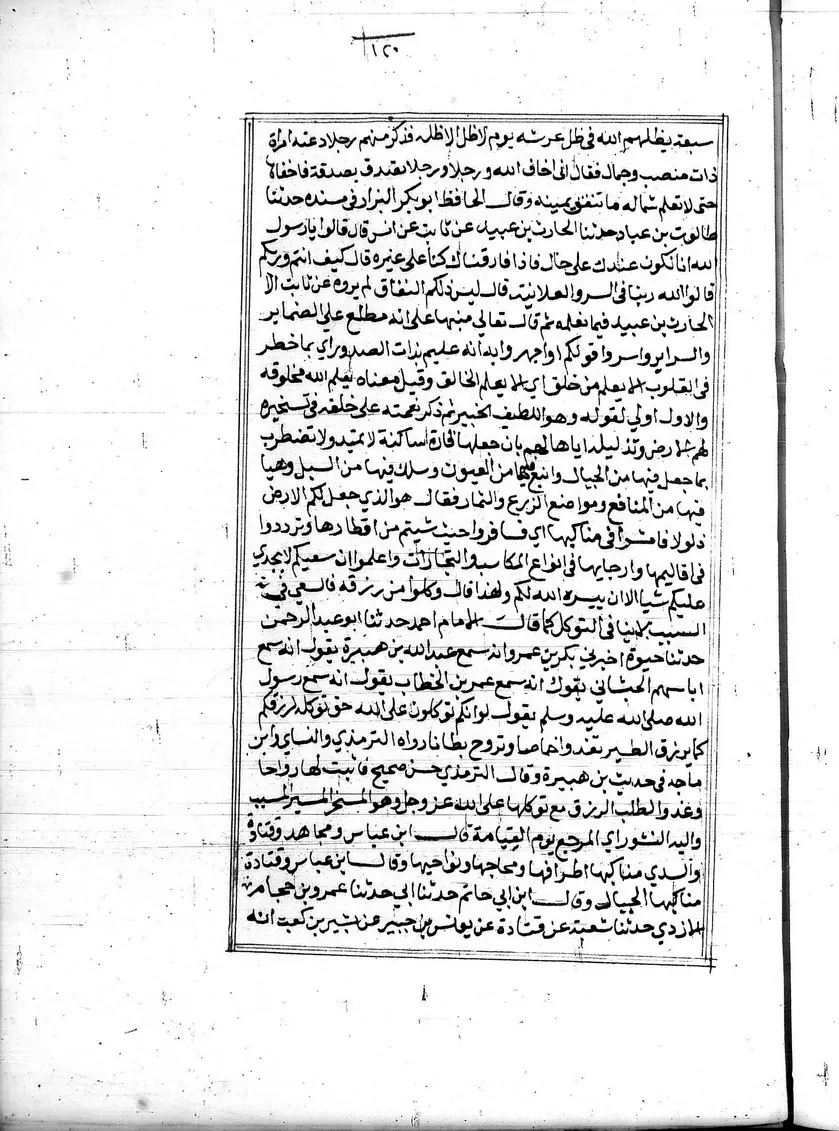 ١٢٠
سبعة يظلهم الله في ظل عرشه يوم لا ظل الا ظله فذكر منهم رجلا دعته امراة
ذات منصب وجمال فقال اني اخاف الله ورجلا ورجلا تصدق بصدقة فاخفاها
حتى لا تعلم شماله ما تنفق يمينه وقال الحافظ ابو بكر البزار في مسنده حدثنا
طالوت بن عباد حدثنا الحارث بن عبيد عن ثابت عن انس قال قالوا يا رسول
الله انا نكون عندك على حال فاذا فارقناك كنا على غيره قال كيف انتم وربكم
قالوا الله ربنا في السر والعلانية قال ليس ذلكم النفاق لم يروه عن ثابت الا
الحارث بن عبيد فيما نعلمه ثم قال تعالي منبها على انه مطلع علي الضماير
والسراير واسروا قولكم او اجهروا به انه عليم بذات الصدور اي بما خطر
في القلوب الا يعلم من خلق اي الا يعلم الخالق وقيل معناه يعلم الله مخلوقه
والاول اولي لقوله وهو اللطيف الخبير ثم ذكر نعمته على خلقه في تسخيره
لهم الارض وتذليله اياها لهم بان جعلها قارة ساكنة لا تميد ولا تضطرب
بما جعل فيها من الجبال وانبع فيها من العيون وسلك فيها من السبل وهيا
فيها من المنافع ومواضع الزرع والثمار فقال هو الذي جعل لكم الارض
ذلولا فامشوا في مناكبها اي فسافروا حيث شيتم من اقطارها وترددوا
في اقاليمها وارجايها في انواع المكاسب والتجارات واعلموا ان سعيكم لا يجدي
عليكم شيا الا ان ييسره الله لكم ولهذا قال وكلوا من رزقه فالسعي في
السبب لا ينافي التوكل كما قال الامام احمد حدثنا ابو عبد الرحمن
حدثنا حيوة اخبرني بكر بن عمرو انه سمع عبد الله بن هبيرة يقول انه سمع
ابا تميم الجيشاني يقول انه سمع عمر بن الخطاب يقول انه سمع رسول
الله صلى الله عليه وسلم يقول لو انكم توكلون على الله حق توكله لرزقكم
كما يرزق الطير تغدوا خماصا وتروح بطانا رواه الترمذي والنساي وابن
ماجه في حديث بن هبيرة وقال الترمذي حسن صحيح فاثبت لها رواحا
وغدوا لطلب الرزق مع توكلها على الله عز وجل وهو المسخر الميسر المسبب
واليه النشور اي المرجع يوم القيامة قال ابن عباس ومجاهد وقتادة
والسدي مناكبها اطرافها ومحاجها ونواحيها وقال ابن عباس وقتادة
مناكبها الجبال وقال ابن ابي حاتم حدثنا ابي حدثنا عمرو بن حكام
الازدي حدثنا شعبة عن قتادة عن يونس بن جبير عن بشير بن كعب انه